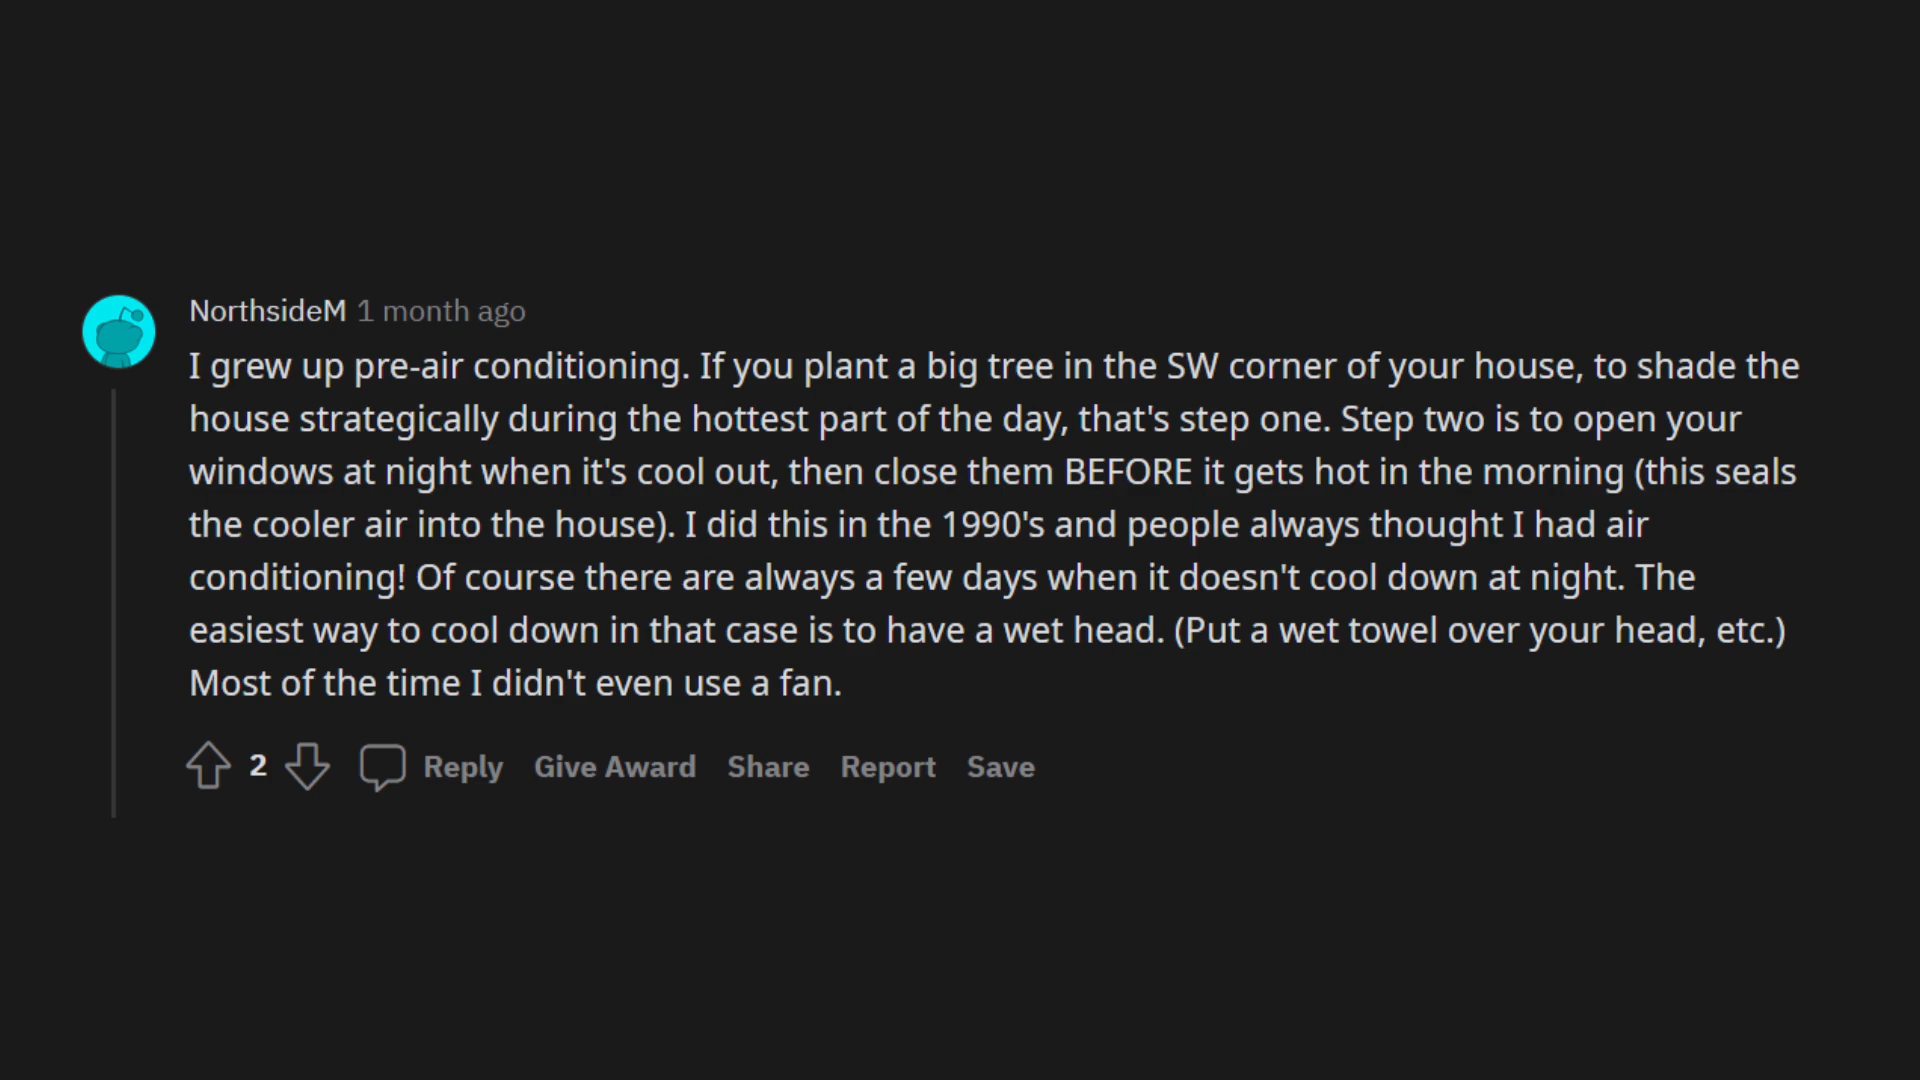 NorthsideM 1 month ago
I grew up pre-air conditioning. If you plant a big tree in the SW corner of your house, to shade the
house strategically during the hottest part of the day, that's step one. Step two is to open your
windows at night when it's cool out, then close them BEFORE it gets hot in the morning (this seals
the cooler air into the house). I did this in the 1990's and people always thought I had air
conditioning! Of course there are always a few days when it doesn't cool down at night. The
easiest way to cool down in that case is to have a wet head. (Put a wet towel over your head, etc.)
Most of the time I didn't even use a fan.
2 Reply Give Award Share Report Save